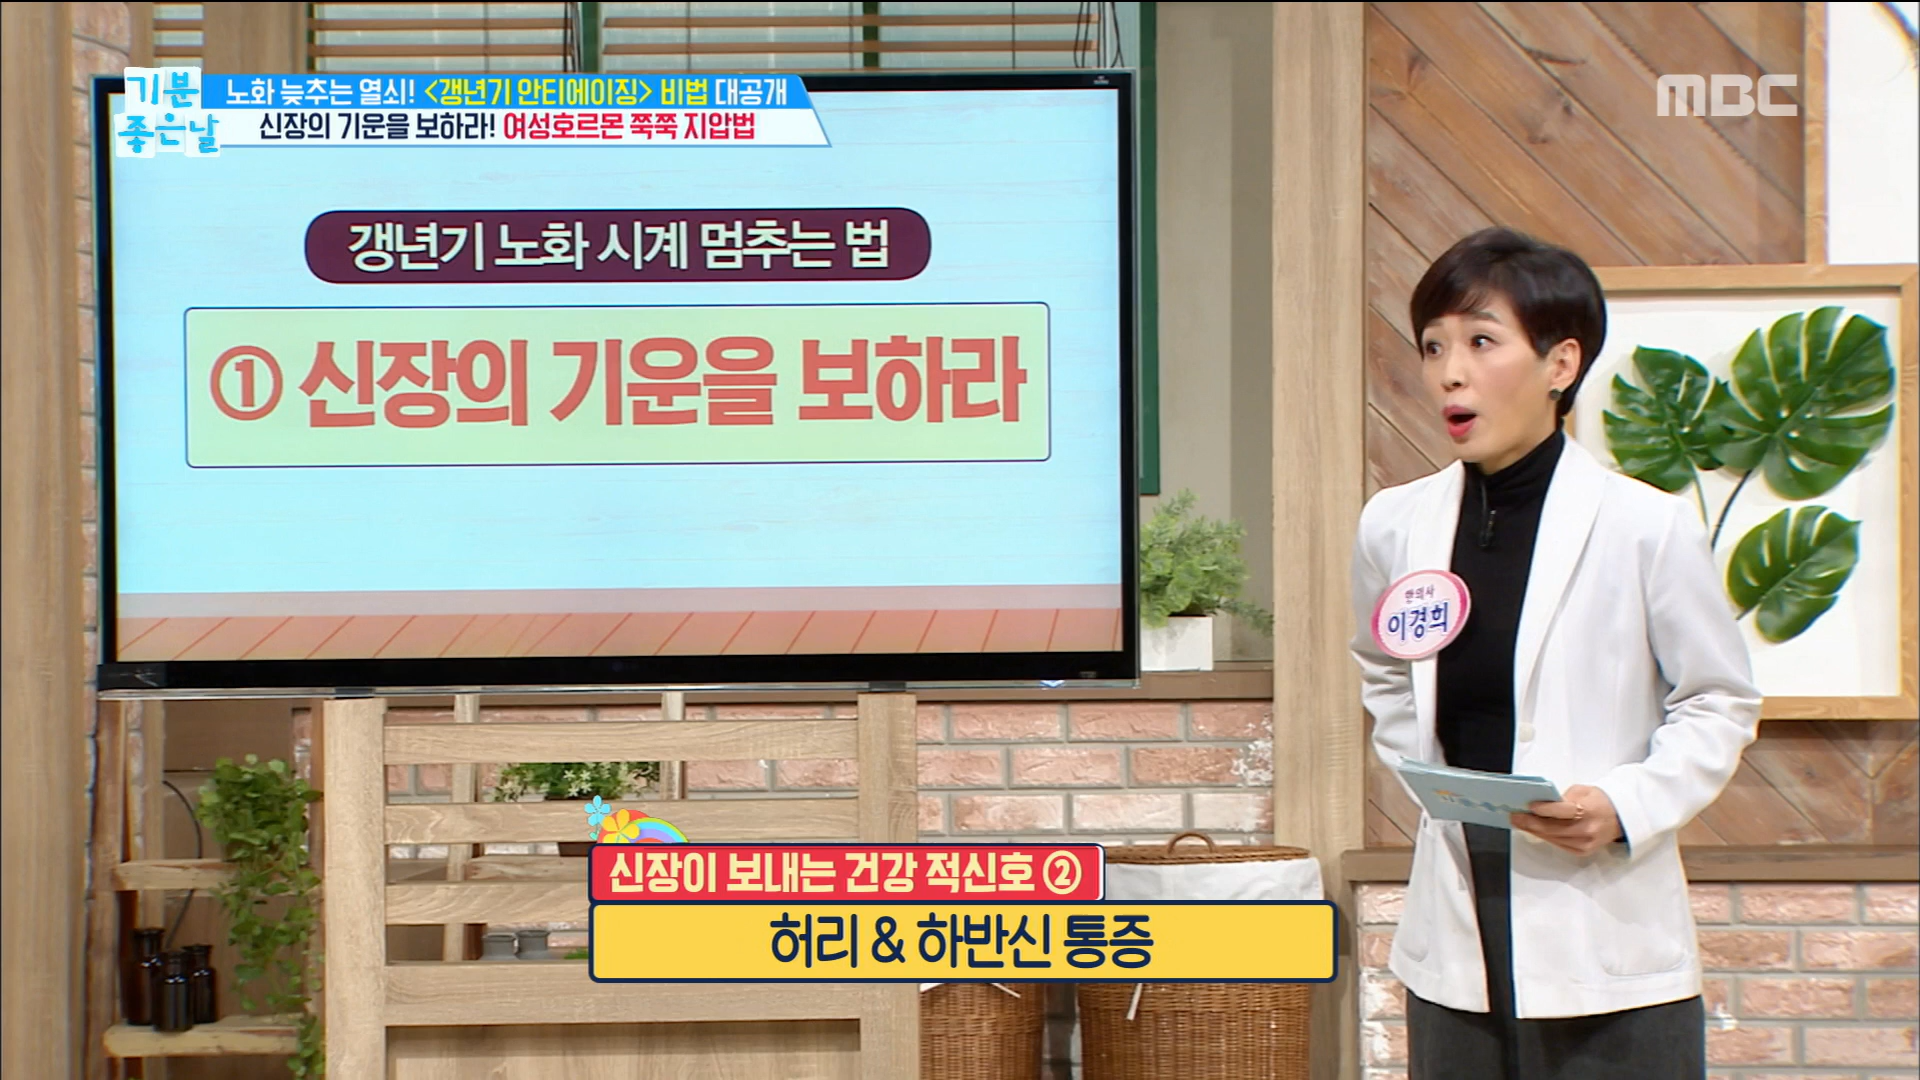 기분
좋은날
노화 늦추는 열쇠! <갱년기 안티에이징> 비법 대공개
신장의 기운을 보하라! 여성호르몬 쭉쭉 지압법
MBC
갱년기 노화 시계 멈추는 법
① 신장의 기운을 보하라
한의사
이경희
신장이 보내는 건강 적신호 ②
허리 & 하반신 통증